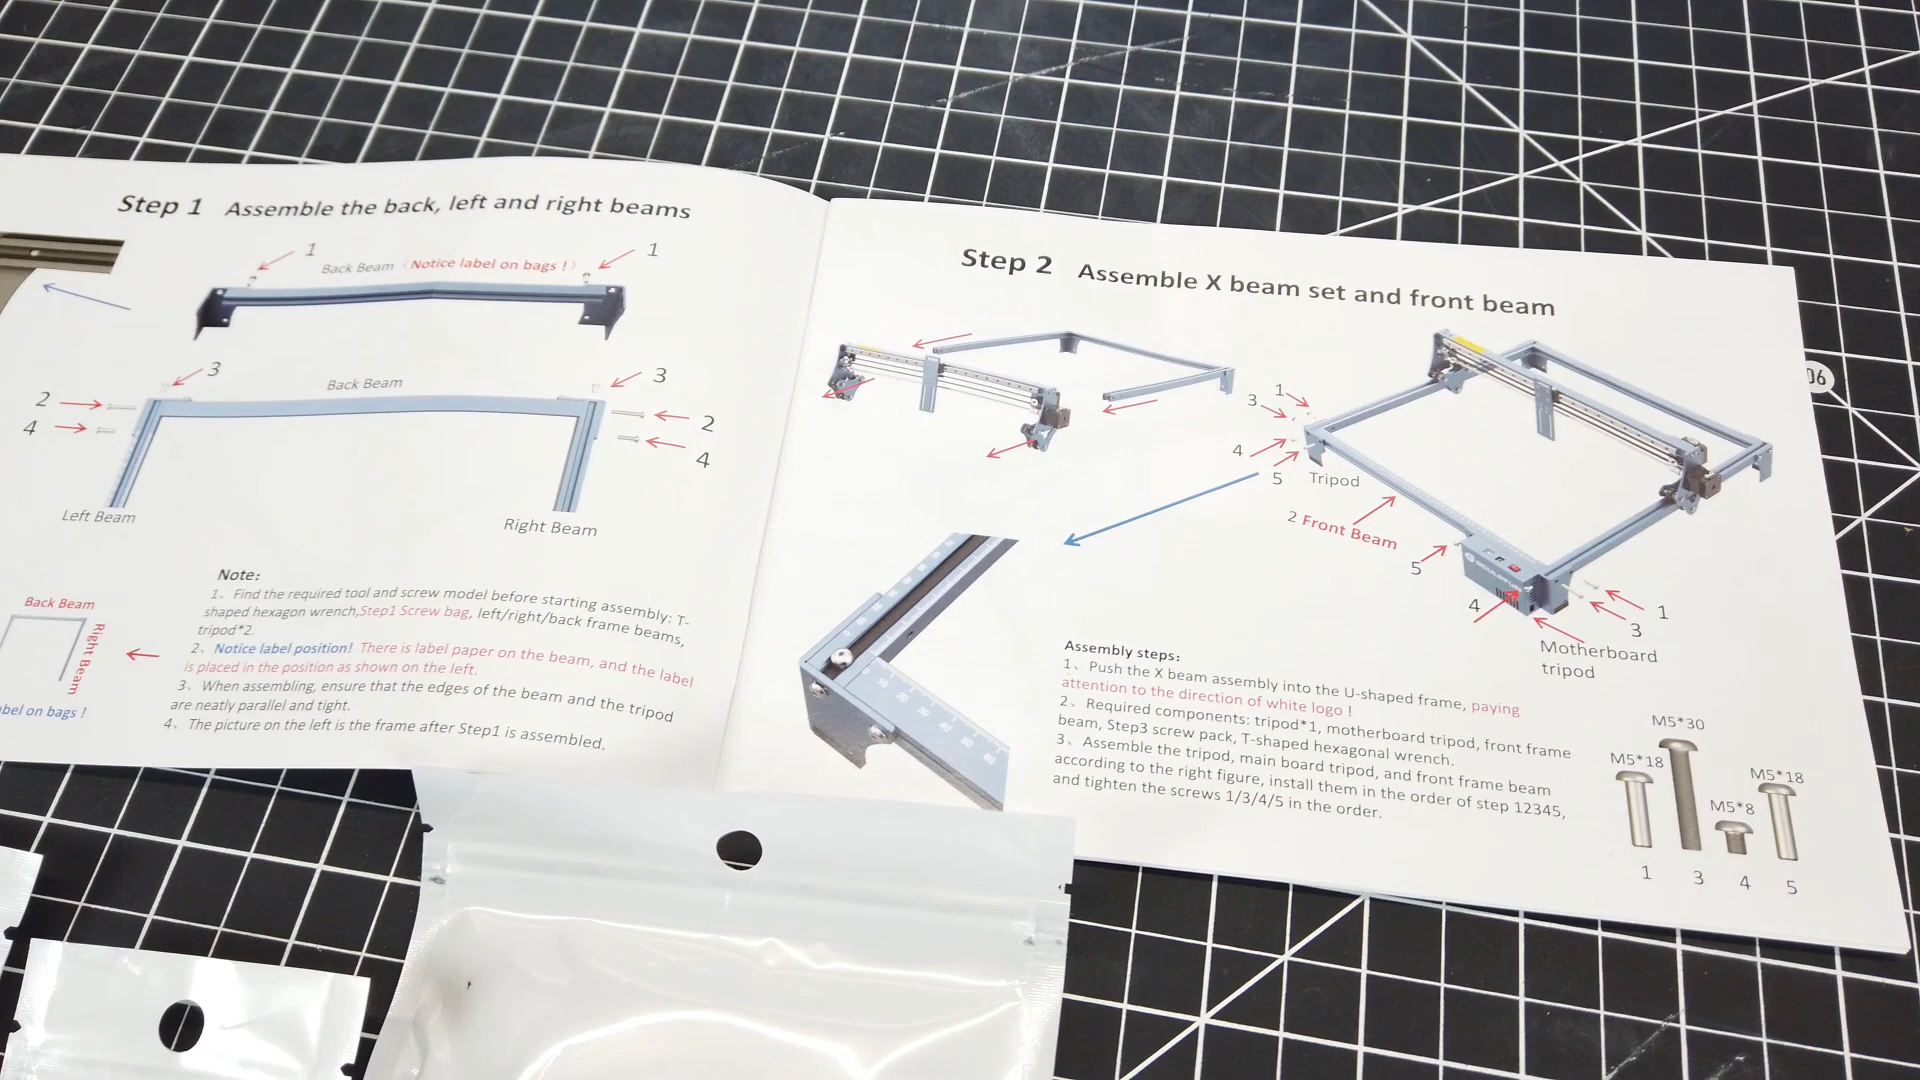 Step 1 Assemble the back, left and right beams
1
1
Back Beam (Notice label on bags !)
3
Back Beam
3
2
4
2
4
Left Beam
Right Beam
Note:
1、Find the required tool and screw model before starting assembly: T-
shaped hexagon wrench,Step1 Screw bag, left/right/back frame beams,
tripod*2.
2、Notice label position! There is label paper on the beam, and the label
is placed in the position as shown on the left.
3、When assembling, ensure that the edges of the beam and the tripod
are neatly parallel and tight.
4、The picture on the left is the frame after Step1 is assembled.
Back Beam
Right Beam
label on bags !
Step 2 Assemble X beam set and front beam
06
1
3
4
5
Tripod
2 Front Beam
5
4
1
3
Motherboard
tripod
0 10 20 30 40 50 60
Assembly steps:
1、Push the X beam assembly into the U-shaped frame, paying
attention to the direction of white logo !
2、Required components: tripod*1, motherboard tripod, front frame
beam, Step3 screw pack, T-shaped hexagonal wrench.
3、Assemble the tripod, main board tripod, and front frame beam
according to the right figure, install them in the order of step 12345,
and tighten the screws 1/3/4/5 in the order.
M5*30
M5*18
M5*18
M5*8
1
3
4
5